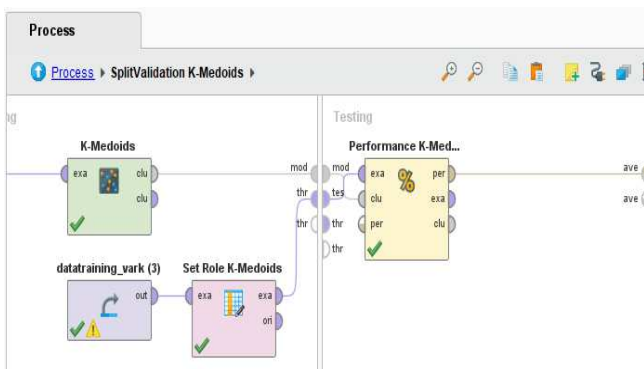 Process
Process ▸ SplitValidation K-Medoids ▸
ng
K-Medoids
exa
clu
clu
mod
thr
thr
datatraining_vark (3)
out
Set Role K-Medoids
exa
exa
ori
Testing
mod
tes
thr
thr
Performance K-Med...
exa
%
per
clu
exa
per
clu
ave
ave